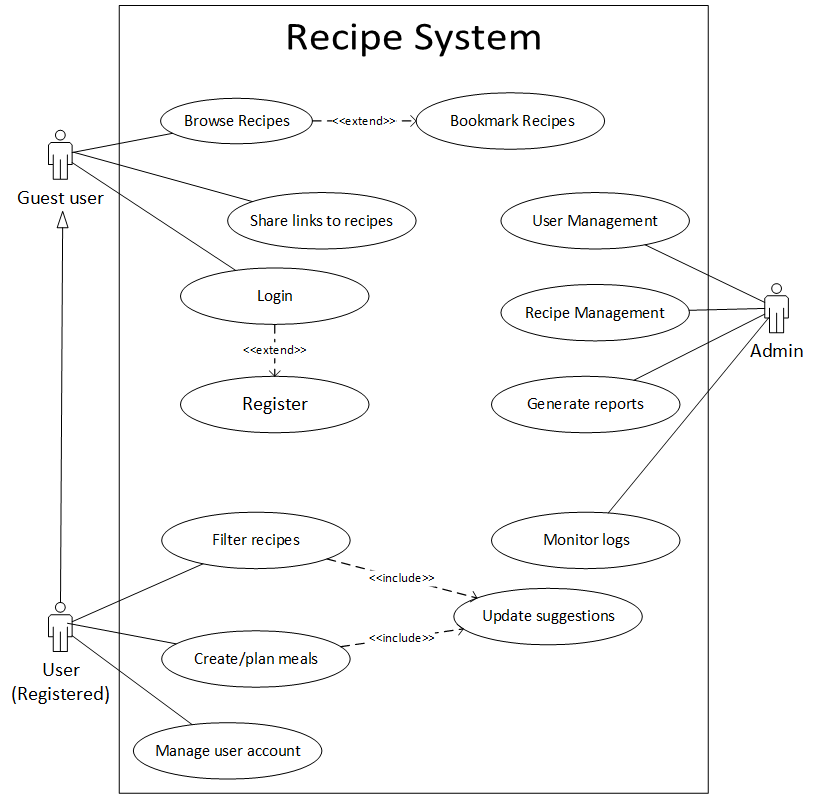 Recipe System
Browse Recipes
<<extend>>
Bookmark Recipes
Guest user
Share links to recipes
User Management
Login
Recipe Management
<<extend>>
Admin
Register
Generate reports
Filter recipes
Monitor logs
<<include>>
Update suggestions
<<include>>
Create/plan meals
User
(Registered)
Manage user account